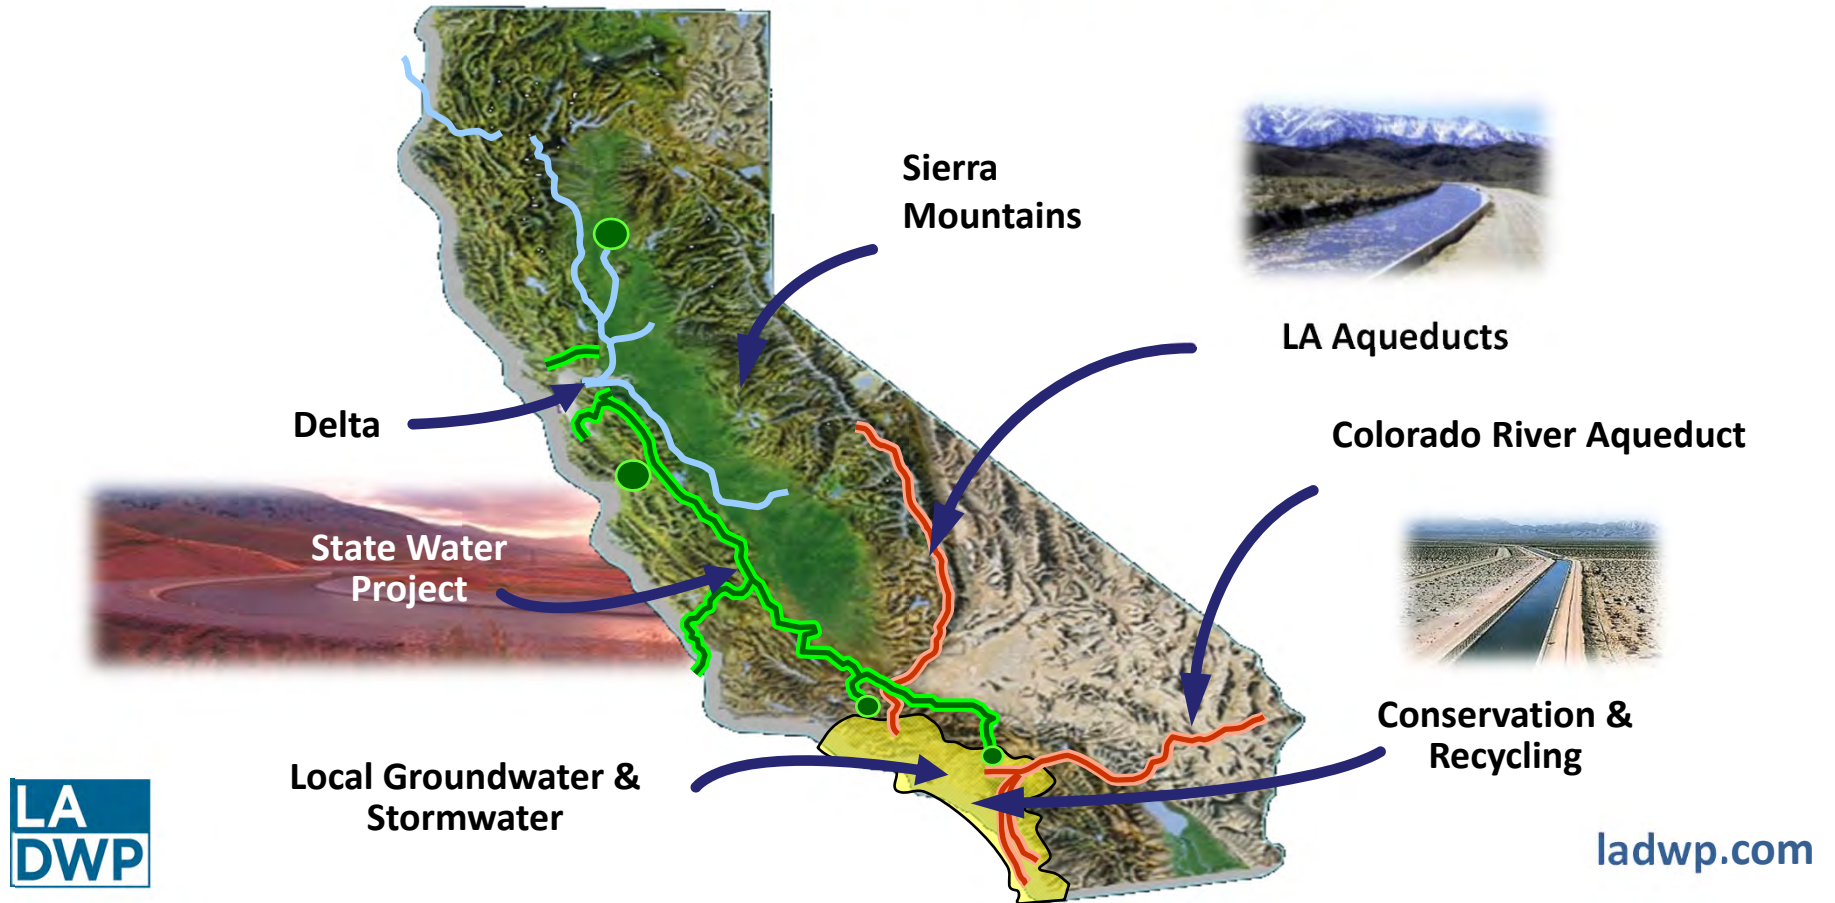 Sierra
Mountains
LA Aqueducts
Delta
Colorado River Aqueduct
State Water
Project
Conservation &
Recycling
Local Groundwater &
Stormwater
LA
DWP
ladwp.com